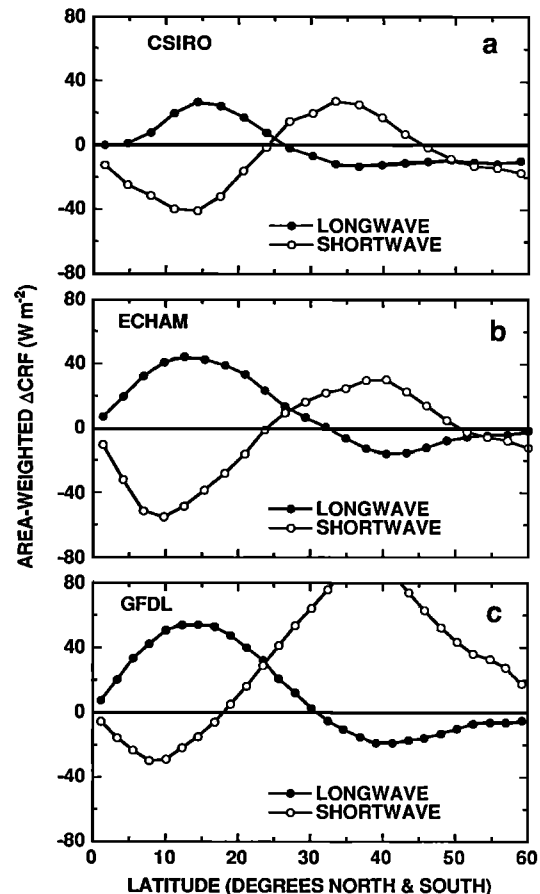 80
40
0
-40
-80
CSIRO
a
LONGWAVE
SHORTWAVE
80
40
0
-40
-80
ECHAM
b
LONGWAVE
SHORTWAVE
80
40
0
-40
-80
GFDL
c
LONGWAVE
SHORTWAVE
0 10 20 30 40 50 60
LATITUDE (DEGREES NORTH & SOUTH)
AREA-WEIGHTED ΔCRF (W m⁻²)